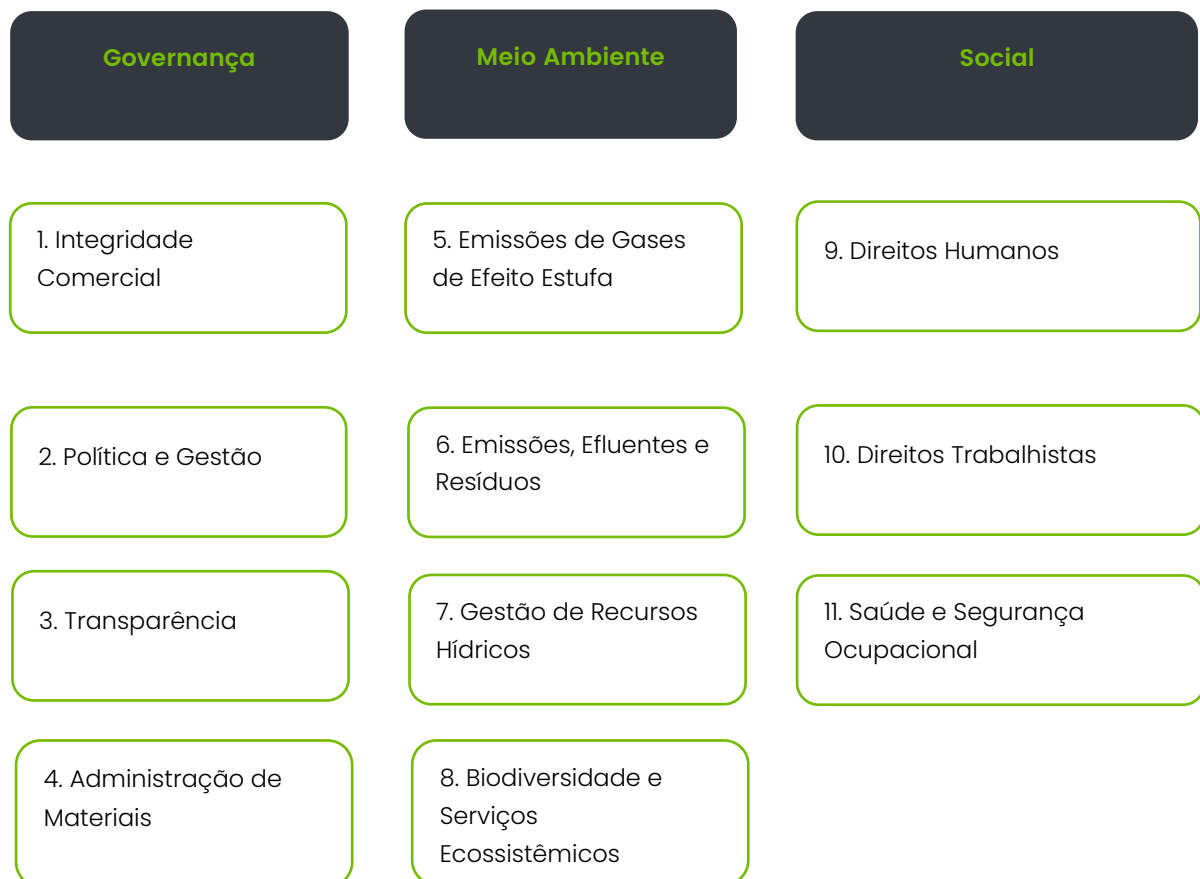 Governança
Meio Ambiente
Social
1. Integridade
Comercial
5. Emissões de Gases
de Efeito Estufa
9. Direitos Humanos
2. Política e Gestão
6. Emissões, Efluentes e
Resíduos
10. Direitos Trabalhistas
3. Transparência
7. Gestão de Recursos
Hídricos
11. Saúde e Segurança
Ocupacional
4. Administração de
Materiais
8. Biodiversidade e
Serviços
Ecossistêmicos